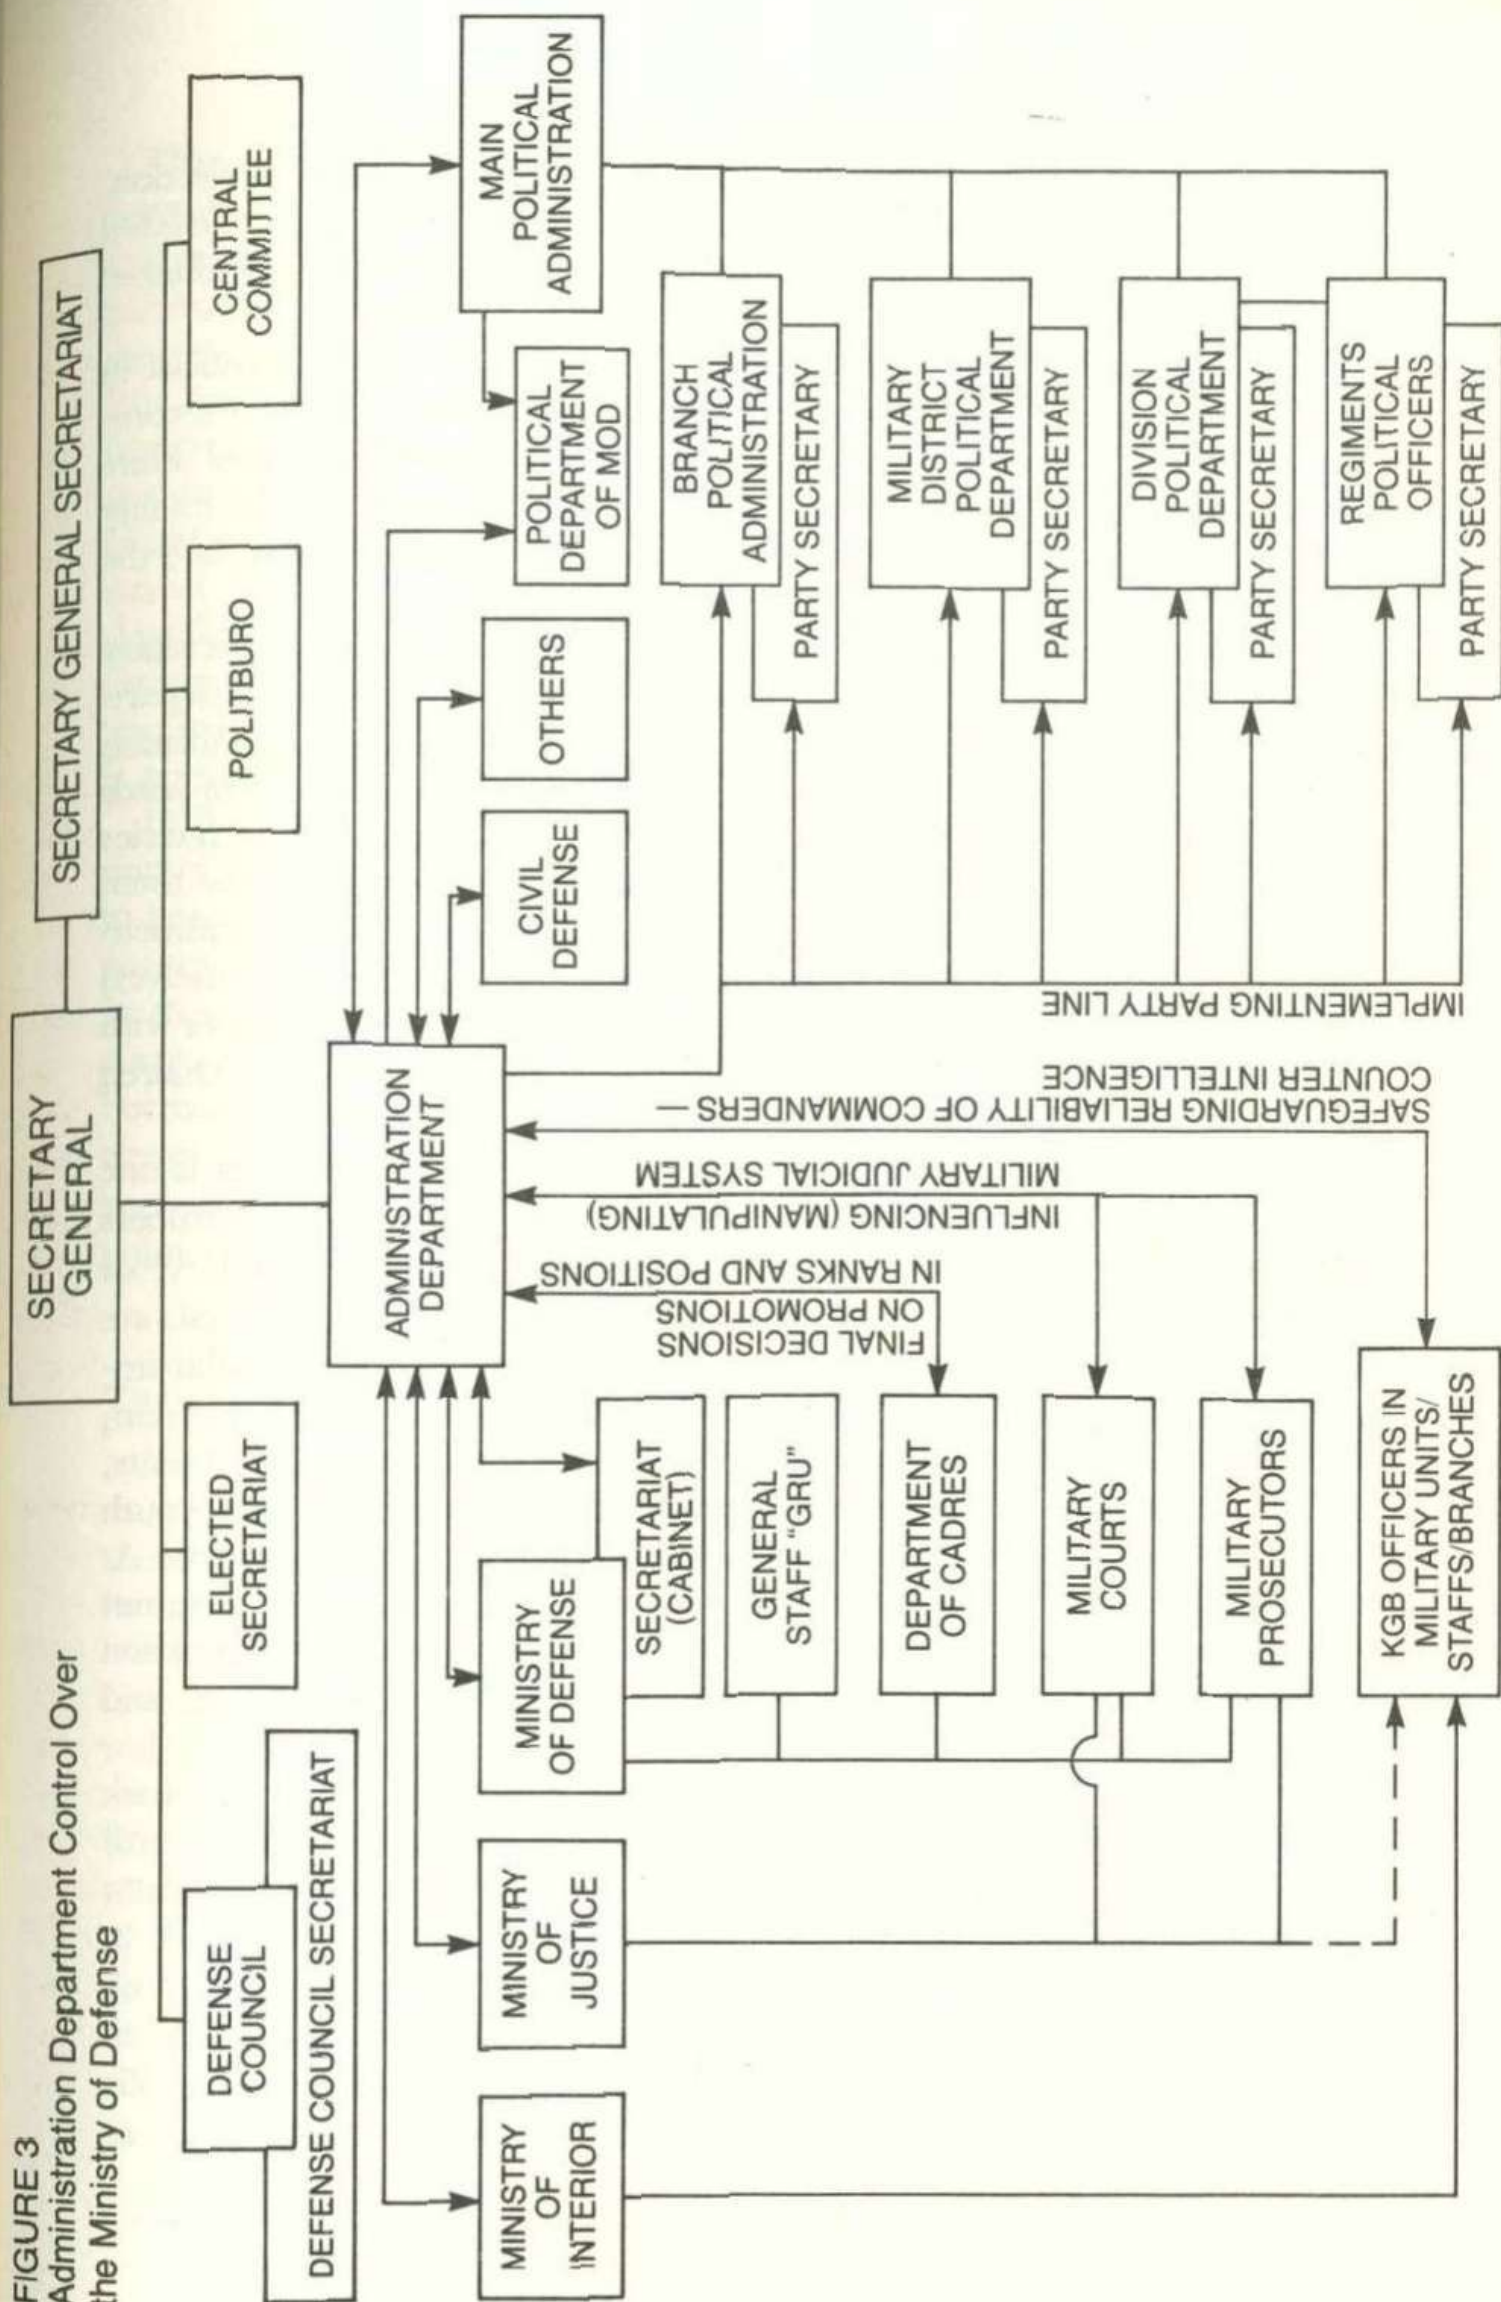 FIGURE 3
Administration Department Control Over
the Ministry of Defense
SECRETARY
GENERAL
SECRETARY GENERAL SECRETARIAT
DEFENSE
COUNCIL
DEFENSE COUNCIL SECRETARIAT
ELECTED
SECRETARIAT
POLITBURO
CENTRAL
COMMITTEE
ADMINISTRATION
DEPARTMENT
MINISTRY
OF
INTERIOR
MINISTRY
OF
JUSTICE
MINISTRY
OF DEFENSE
SECRETARIAT
(CABINET)
GENERAL
STAFF "GRU"
DEPARTMENT
OF CADRES
MILITARY
COURTS
MILITARY
PROSECUTORS
KGB OFFICERS IN
MILITARY UNITS/
STAFFS/BRANCHES
FINAL DECISIONS
ON PROMOTIONS
IN RANKS AND POSITIONS
INFLUENCING (MANIPULATING)
MILITARY JUDICIAL SYSTEM
SAFEGUARDING RELIABILITY OF COMMANDERS —
COUNTER INTELLIGENCE
IMPLEMENTING PARTY LINE
CIVIL
DEFENSE
OTHERS
POLITICAL
DEPARTMENT
OF MOD
MAIN
POLITICAL
ADMINISTRATION
BRANCH
POLITICAL
ADMINISTRATION
PARTY SECRETARY
MILITARY
DISTRICT
POLITICAL
DEPARTMENT
PARTY SECRETARY
DIVISION
POLITICAL
DEPARTMENT
PARTY SECRETARY
REGIMENTS
POLITICAL
OFFICERS
PARTY SECRETARY